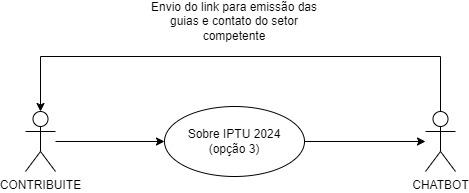 Envio do link para emissão das
guias e contato do setor
competente
Sobre IPTU 2024
(opção 3)
CONTRIBUITE
CHATBOT